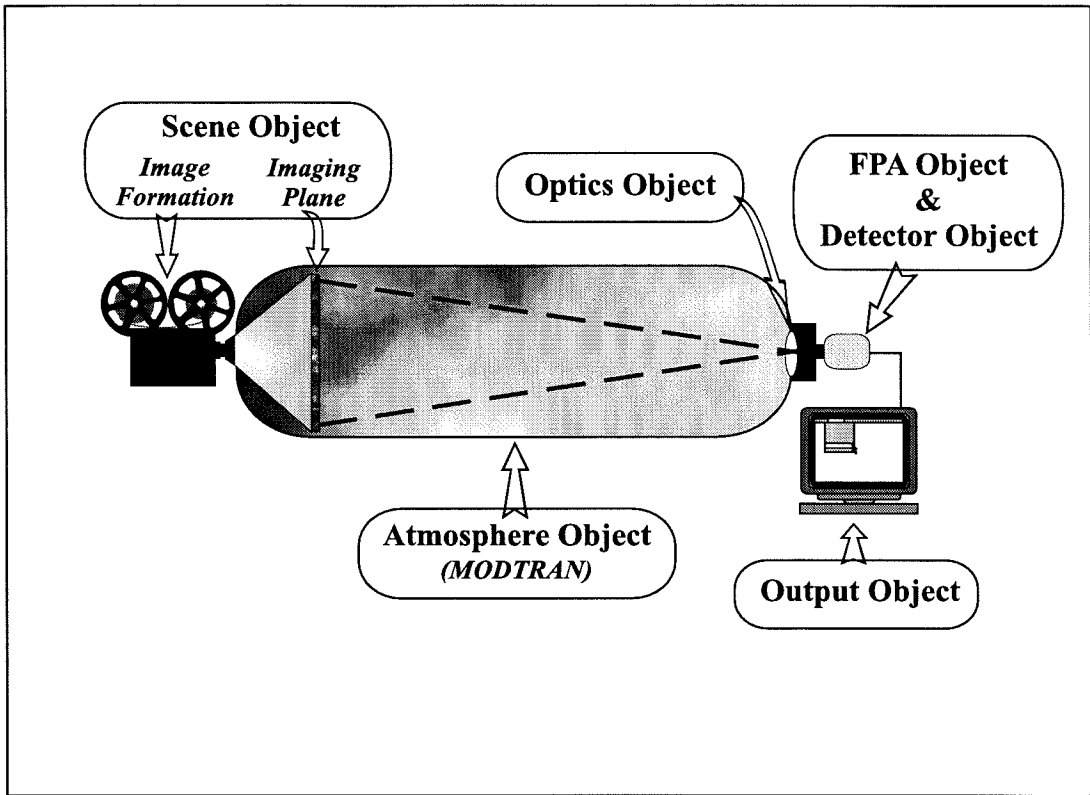 Scene Object
Image Formation
Imaging Plane
Optics Object
FPA Object
&
Detector Object
Atmosphere Object
(MODTRAN)
Output Object